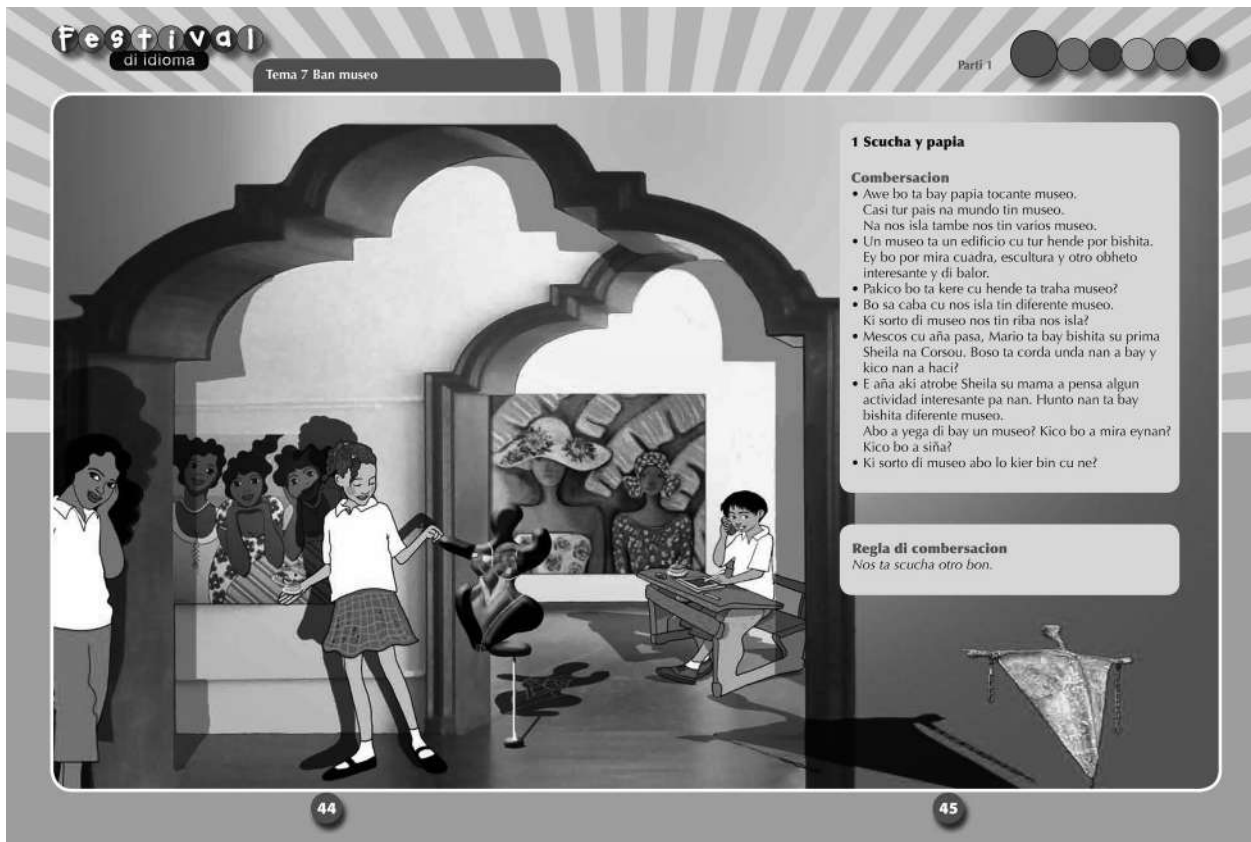 Festival
di idioma
Tema 7 Ban museo
Parti 1
1 Scucha y papia
Combersacion
• Awe bo ta bay papia tocante museo.
Casi tur pais na mundo tin museo.
Na nos isla tambe nos tin varios museo.
• Un museo ta un edificio cu tur hende por bishita.
Ey bo por mira cuadra, escultura y otro obheto
interesante y di balor.
• Pakico bo ta kere cu hende ta traha museo?
• Bo sa caba cu nos isla tin diferente museo.
Ki sorto di museo nos tin riba nos isla?
• Mescos cu aña pasa, Mario ta bay bishita su prima
Sheila na Corsou. Boso ta corda unda nan a bay y
kico nan a haci?
• E aña aki atrobe Sheila su mama a pensa algun
actividad interesante pa nan. Hunto nan ta bay
bishita diferente museo.
Abo a yega di bay un museo? Kico bo a mira eynan?
Kico bo a siña?
• Ki sorto di museo abo lo kier bin cu ne?
Regla di combersacion
Nos ta scucha otro bon.
44
45